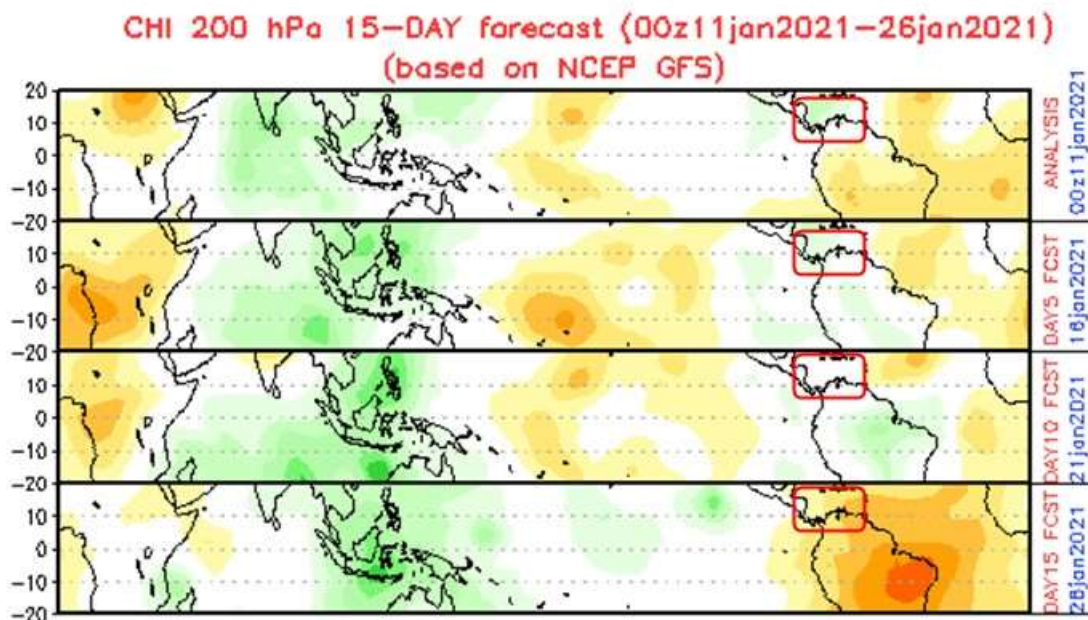 CHI 200 hPa 15-DAY forecast (00z11jan2021-26jan2021)
(based on NCEP GFS)
20
10
0
-10
-20
ANALYSIS
00z11jan2021
10
0
-10
-20
DAY5 FCST
16jan2021
10
0
-10
-20
DAY10 FCST
21jan2021
10
0
-10
-20
DAY15 FCST
26jan2021